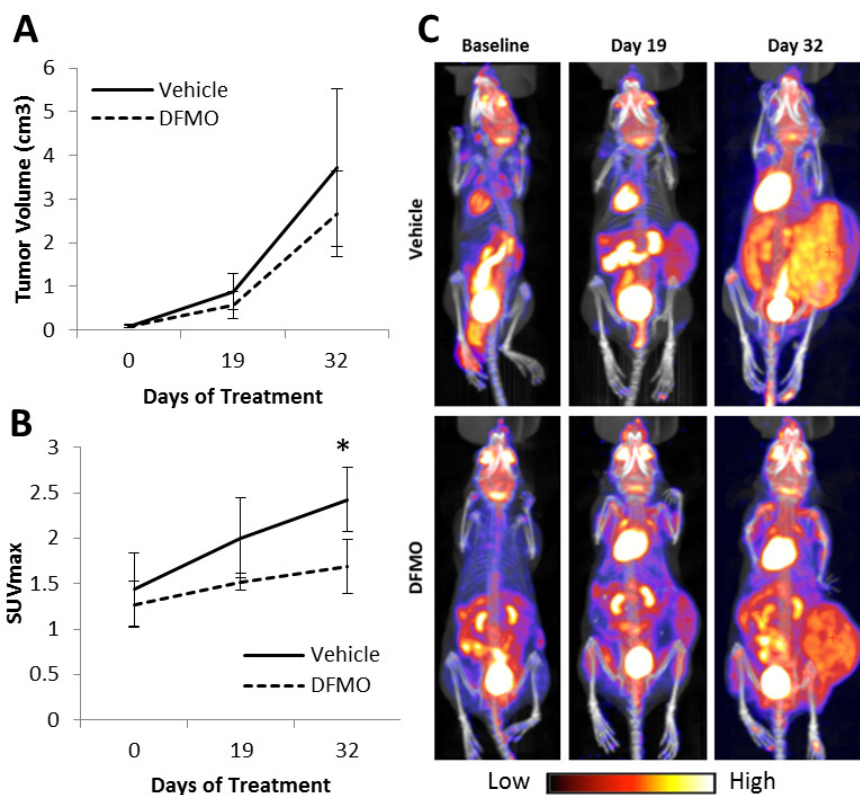 A
Vehicle
DFMO
Tumor Volume (cm3)
6
5
4
3
2
1
0
0 19 32
Days of Treatment
B
*
SUVmax
3
2.5
2
1.5
1
0.5
0
Vehicle
DFMO
0 19 32
Days of Treatment
C
Baseline Day 19 Day 32
Vehicle
DFMO
Low High